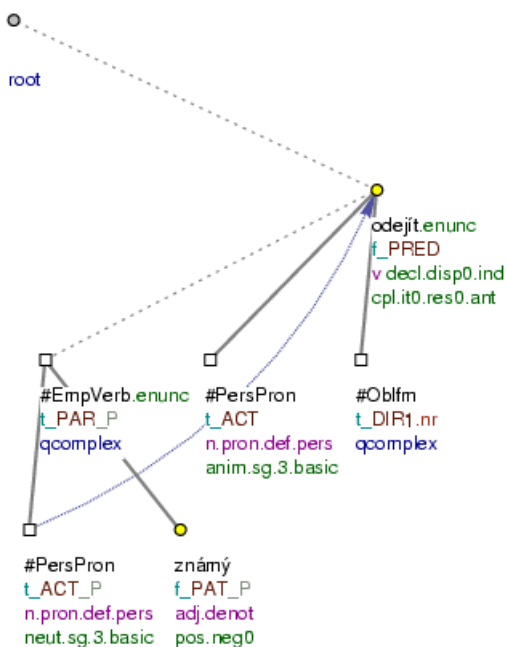 root
odejít.enunc
f_PRED
v decl.disp0.ind
cpl.it0.res0.ant
#EmpVerb.enunc
t_PAR_P
qcomplex
#PersPron
t_ACT
n.pron.def.pers
anim.sg.3.basic
#Oblfm
t_DIR1.nr
qcomplex
#PersPron
t_ACT_P
n.pron.def.pers
neut.sg.3.basic
známý
f_PAT_P
adj.denot
pos.neg0